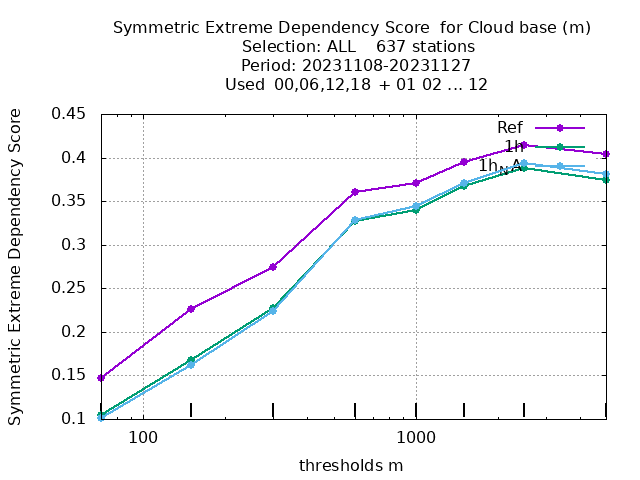 Symmetric Extreme Dependency Score for Cloud base (m)
Selection: ALL 637 stations
Period: 20231108-20231127
Used 00,06,12,18 + 01 02 ... 12
Symmetric Extreme Dependency Score
0.45
0.4
0.35
0.3
0.25
0.2
0.15
0.1
Ref
1h
1h_NA
100
1000
thresholds m